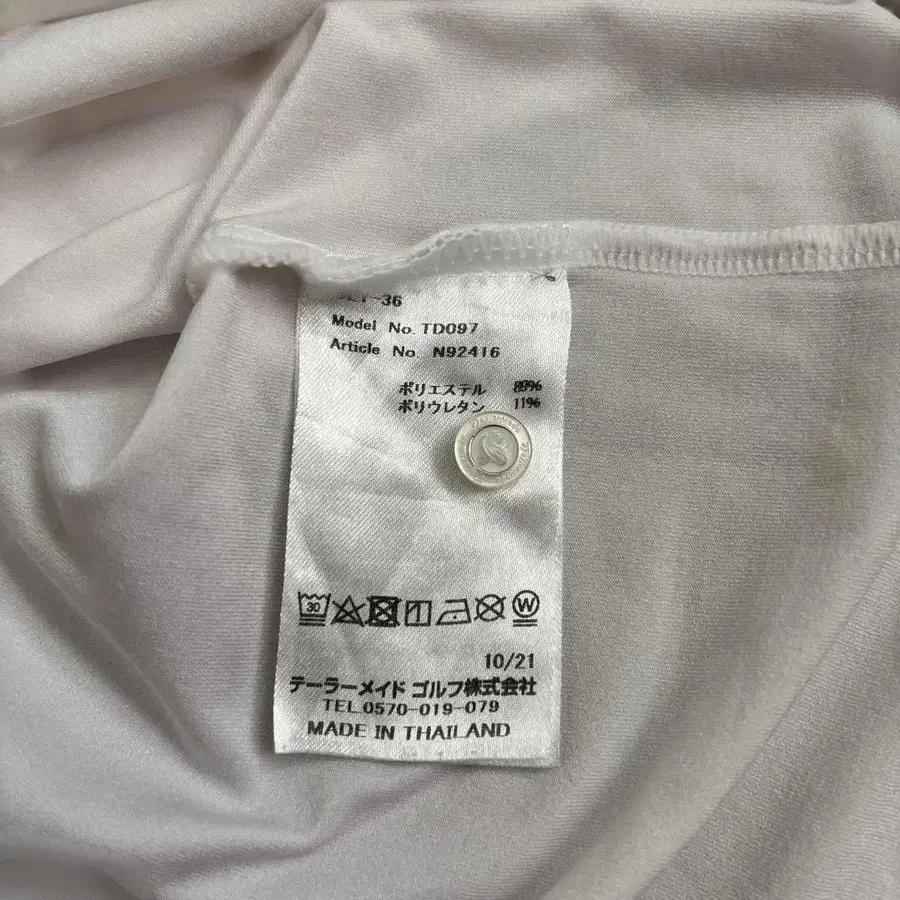 -36
Model No. TD097
Article No. N92416
ポリエステル 89%
ポリウレタン 11%
30
W
10/21
テーラーメイド ゴルフ株式会社
TEL.0570-019-079
MADE IN THAILAND